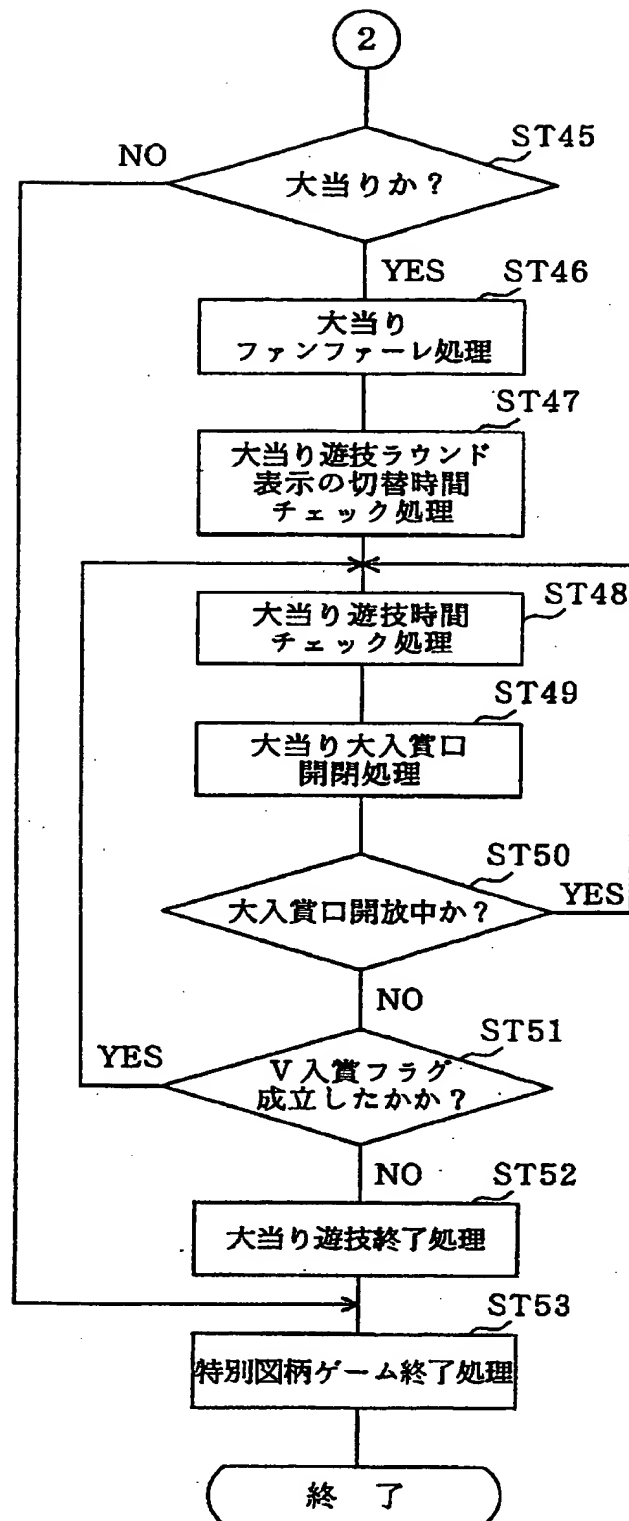 2
ST45
NO
大当りか？
YES
ST46
大当り
ファンファーレ処理
ST47
大当り遊技ラウンド
表示の切替時間
チェック処理
ST48
大当り遊技時間
チェック処理
ST49
大当り大入賞口
開閉処理
ST50
大入賞口開放中か？
YES
NO
ST51
YES
V入賞フラグ
成立したかか？
NO
ST52
大当り遊技終了処理
ST53
特別図柄ゲーム終了処理
終 了